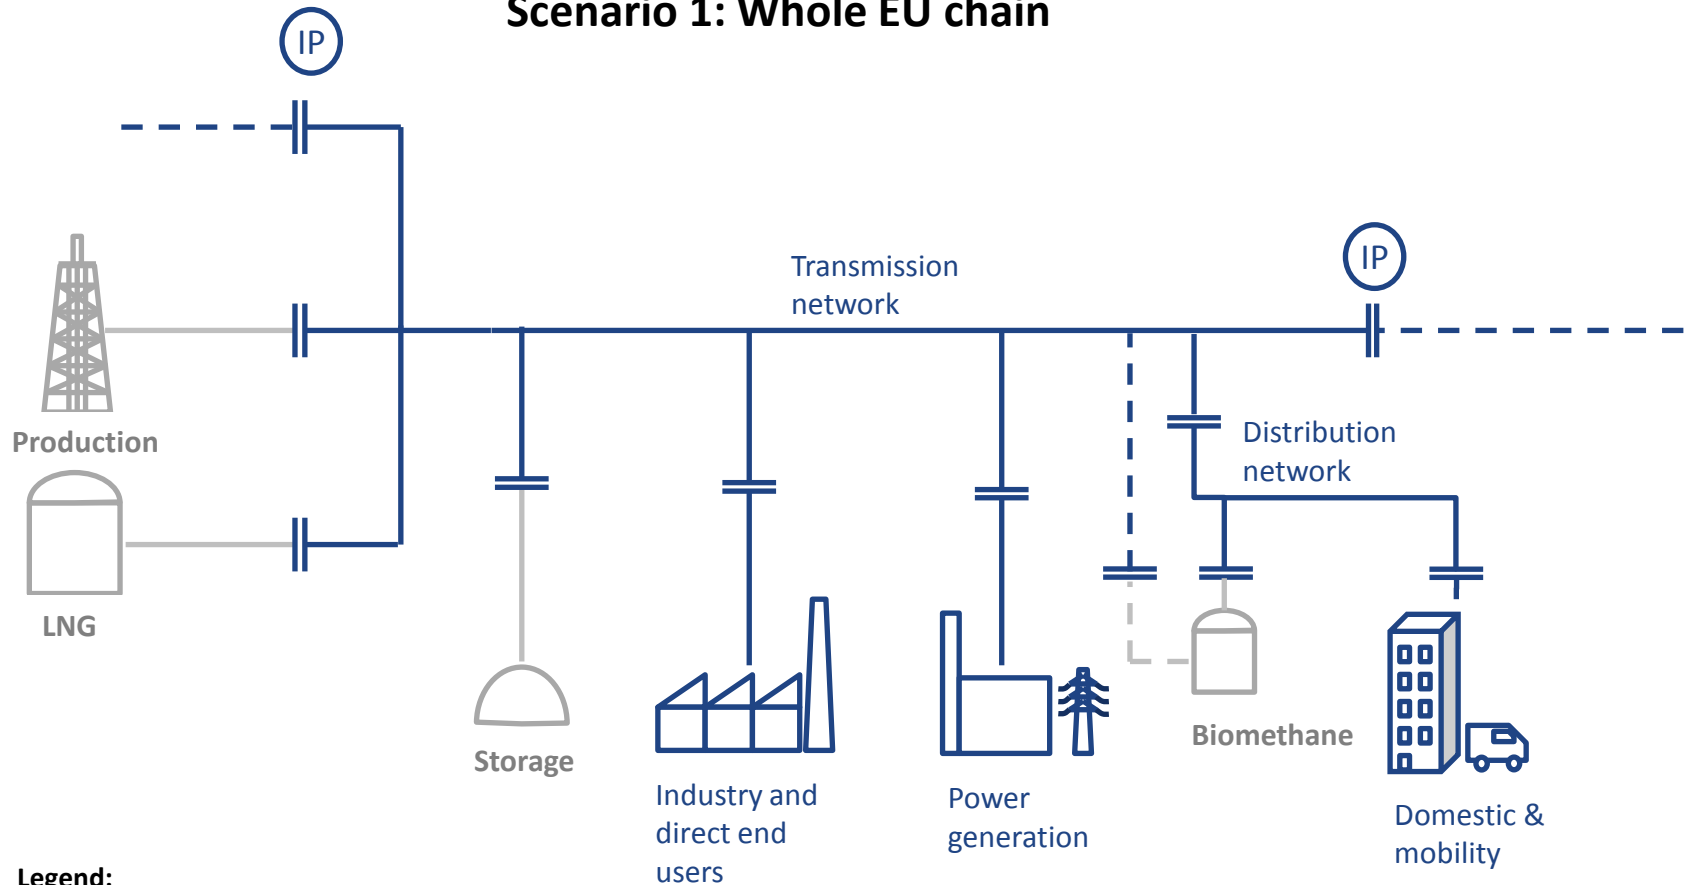 Scenario 1: Whole EU chain
IP
IP
Transmission
network
Production
Distribution
network
LNG
Storage
Biomethane
Industry and
direct end
users
Power
generation
Domestic &
mobility
Legend: